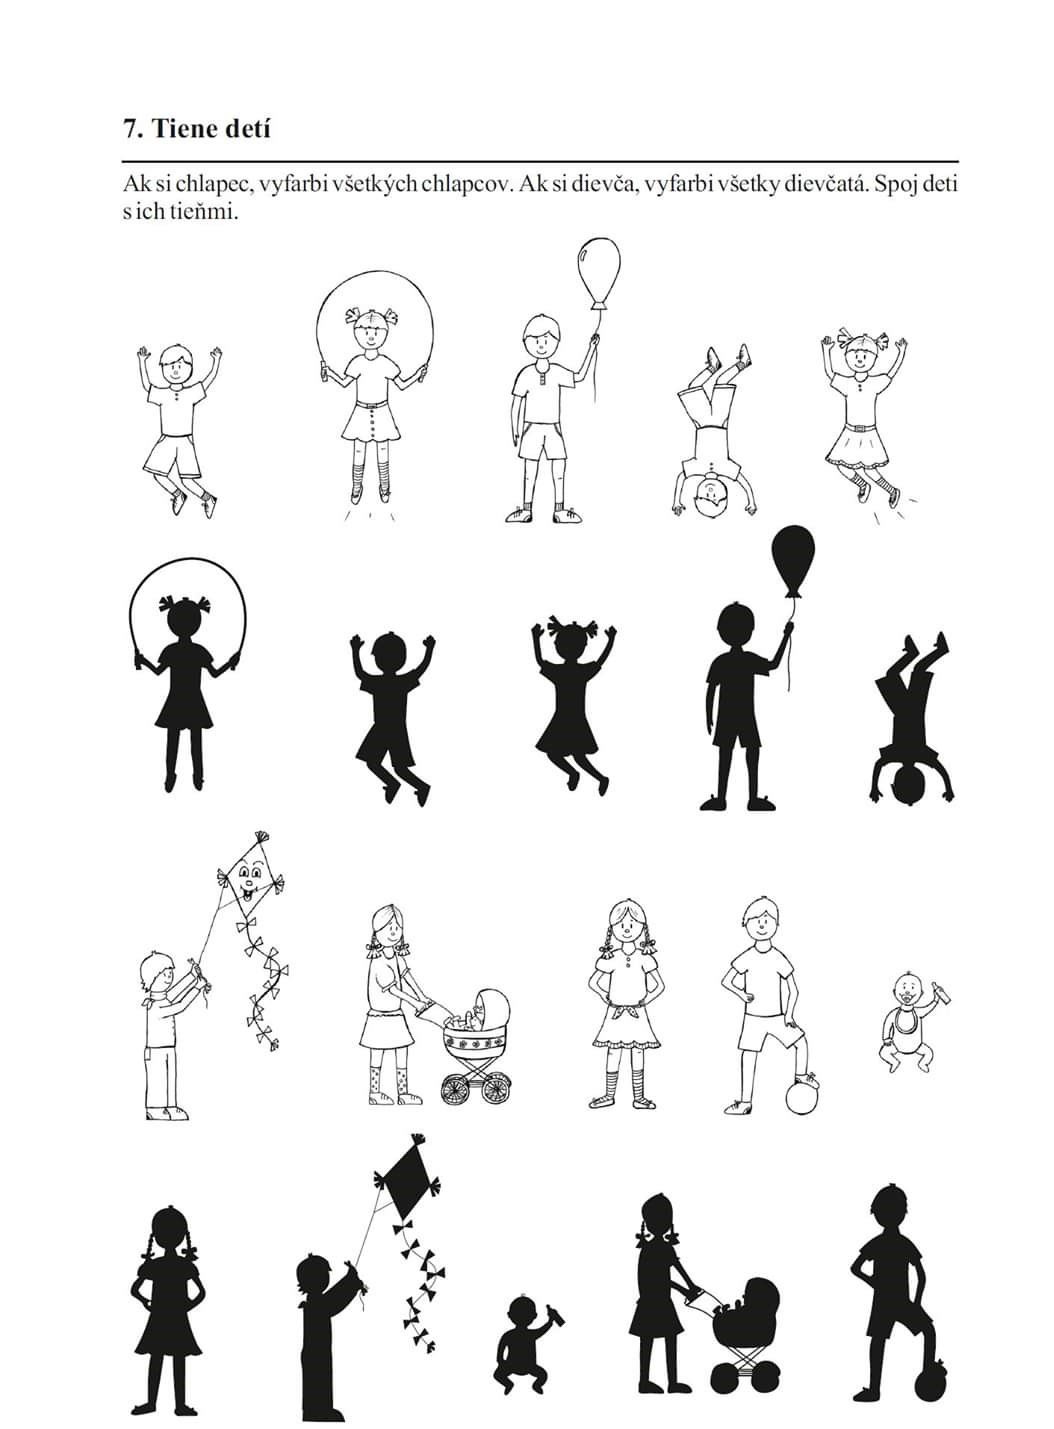 7. Tiene detí
Ak si chlapec, vyfarbi všetkých chlapcov. Ak si dievča, vyfarbi všetky dievčatá. Spoj deti
s ich tieňmi.